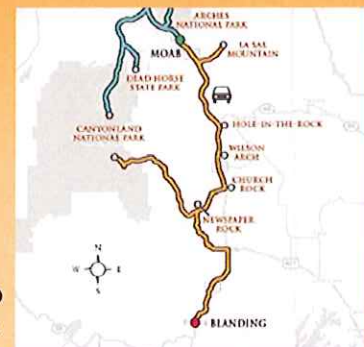 ARCHES
NATIONAL PARK
MOAB
LA SAL
MOUNTAIN
DEAD HORSE
STATE PARK
CANYONLAND
NATIONAL PARK
HOLE-IN-THE-ROCK
WILSON
ARCH
CHURCH
ROCK
NEWSPAPER
ROCK
N
W
E
S
BLANDING